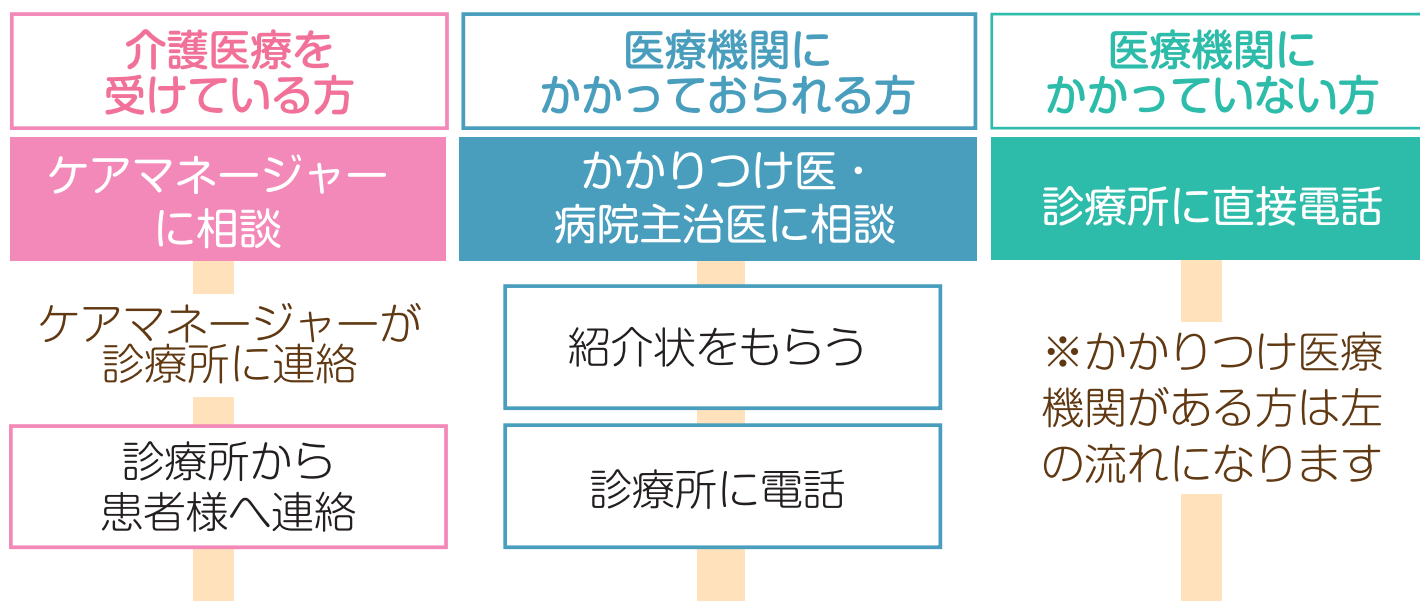 介護医療を
受けている方
ケアマネージャー
に相談
ケアマネージャーが
診療所に連絡
診療所から
患者様へ連絡
医療機関に
かかっておられる方
かかりつけ医・
病院主治医に相談
紹介状をもらう
診療所に電話
医療機関に
かかっていない方
診療所に直接電話
※かかりつけ医療
機関がある方は左
の流れになります